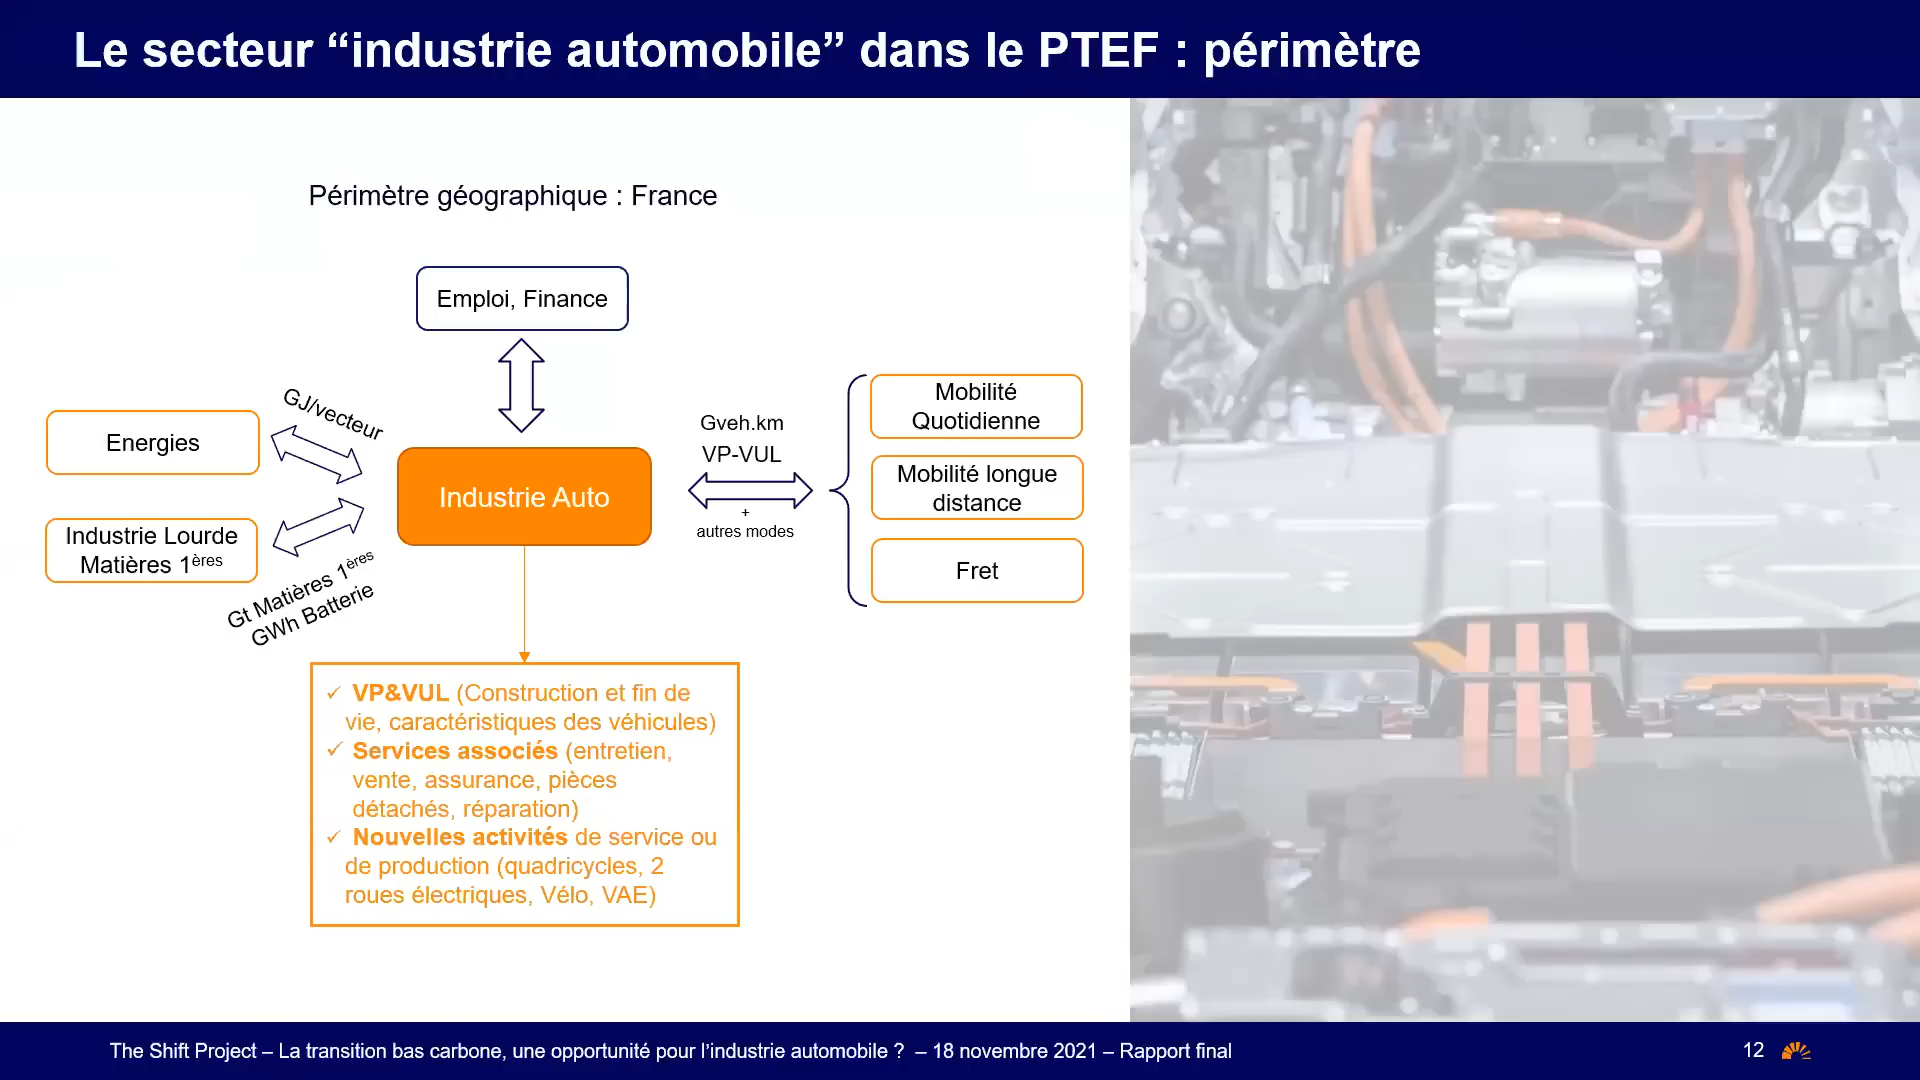 Le secteur “industrie automobile” dans le PTEF : périmètre
Périmètre géographique : France
Emploi, Finance
GJ/vecteur
Energies
Industrie Lourde
Matières 1ères
Gt Matières 1ères
GWh Batterie
Industrie Auto
Gveh.km
VP-VUL
+
autres modes
Mobilité
Quotidienne
Mobilité longue
distance
Fret
✓ VP&VUL (Construction et fin de
vie, caractéristiques des véhicules)
✓ Services associés (entretien,
vente, assurance, pièces
détachés, réparation)
✓ Nouvelles activités de service ou
de production (quadricycles, 2
roues électriques, Vélo, VAE)
The Shift Project – La transition bas carbone, une opportunité pour l’industrie automobile ? – 18 novembre 2021 – Rapport final
12